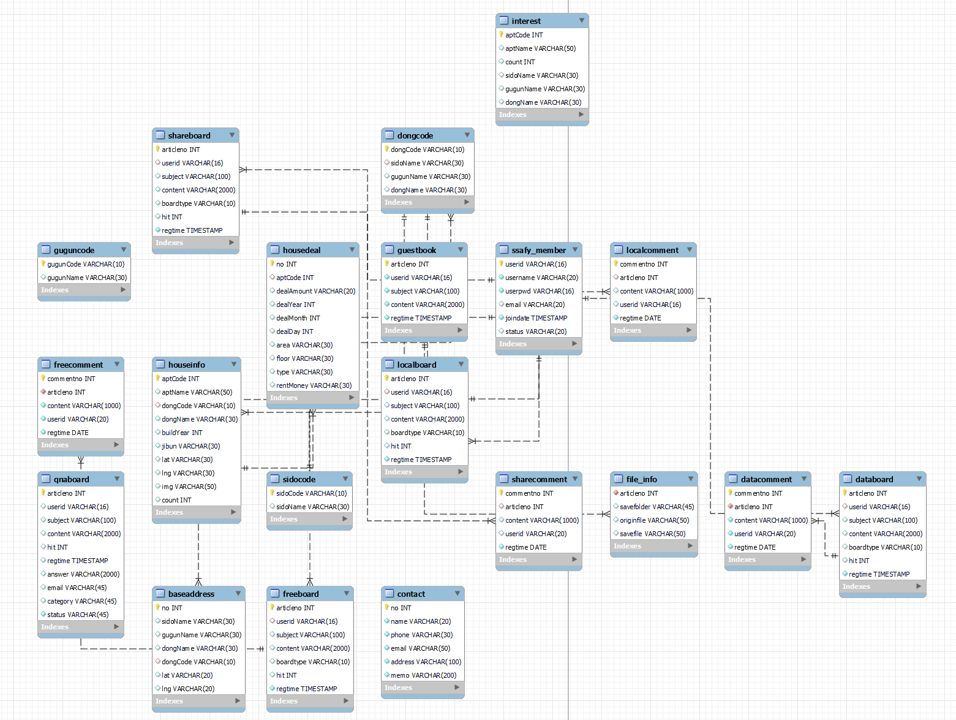 interest
aptCode INT
aptName VARCHAR(50)
count INT
sidoName VARCHAR(30)
gugunName VARCHAR(30)
dongName VARCHAR(30)
Indexes
shareboard
articleno INT
userid VARCHAR(16)
subject VARCHAR(100)
content VARCHAR(2000)
boardtype VARCHAR(10)
hit INT
regtime TIMESTAMP
Indexes
dongcode
dongCode VARCHAR(10)
sidoName VARCHAR(30)
gugunName VARCHAR(30)
dongName VARCHAR(30)
Indexes
guguncode
gugunCode VARCHAR(10)
gugunName VARCHAR(30)
Indexes
housedeal
no INT
aptCode INT
dealAmount VARCHAR(20)
dealYear INT
dealMonth INT
dealDay INT
area VARCHAR(30)
floor VARCHAR(30)
type VARCHAR(30)
rentMoney VARCHAR(30)
Indexes
guestbook
articleno INT
userid VARCHAR(16)
subject VARCHAR(100)
content VARCHAR(2000)
regtime TIMESTAMP
Indexes
ssafy_member
userid VARCHAR(16)
username VARCHAR(20)
userpwd VARCHAR(16)
email VARCHAR(20)
joindate TIMESTAMP
status VARCHAR(20)
Indexes
localcomment
commentno INT
articleno INT
content VARCHAR(1000)
userid VARCHAR(16)
regtime DATE
Indexes
freecomment
commentno INT
articleno INT
content VARCHAR(1000)
userid VARCHAR(20)
regtime DATE
Indexes
houseinfo
aptCode INT
aptName VARCHAR(50)
dongCode VARCHAR(10)
dongName VARCHAR(30)
buildYear INT
jibun VARCHAR(30)
lat VARCHAR(30)
lng VARCHAR(30)
img VARCHAR(50)
count INT
Indexes
localboard
articleno INT
userid VARCHAR(16)
subject VARCHAR(100)
content VARCHAR(2000)
boardtype VARCHAR(10)
hit INT
regtime TIMESTAMP
Indexes
qnaboard
articleno INT
userid VARCHAR(16)
subject VARCHAR(100)
content VARCHAR(2000)
hit INT
regtime TIMESTAMP
answer VARCHAR(2000)
email VARCHAR(45)
category VARCHAR(45)
status VARCHAR(45)
Indexes
sidocode
sidoCode VARCHAR(10)
sidoName VARCHAR(30)
Indexes
sharecomment
commentno INT
articleno INT
content VARCHAR(1000)
userid VARCHAR(20)
regtime DATE
Indexes
file_info
articleno INT
savefolder VARCHAR(45)
originfile VARCHAR(50)
savefile VARCHAR(50)
Indexes
datacomment
commentno INT
articleno INT
content VARCHAR(1000)
userid VARCHAR(20)
regtime DATE
Indexes
databoard
articleno INT
userid VARCHAR(16)
subject VARCHAR(100)
content VARCHAR(2000)
boardtype VARCHAR(10)
hit INT
regtime TIMESTAMP
Indexes
baseaddress
no INT
sidoName VARCHAR(30)
gugunName VARCHAR(30)
dongName VARCHAR(30)
dongCode VARCHAR(10)
lat VARCHAR(20)
lng VARCHAR(20)
Indexes
freeboard
articleno INT
userid VARCHAR(16)
subject VARCHAR(100)
content VARCHAR(2000)
boardtype VARCHAR(10)
hit INT
regtime TIMESTAMP
Indexes
contact
no INT
name VARCHAR(20)
phone VARCHAR(30)
email VARCHAR(50)
address VARCHAR(100)
memo VARCHAR(200)
Indexes